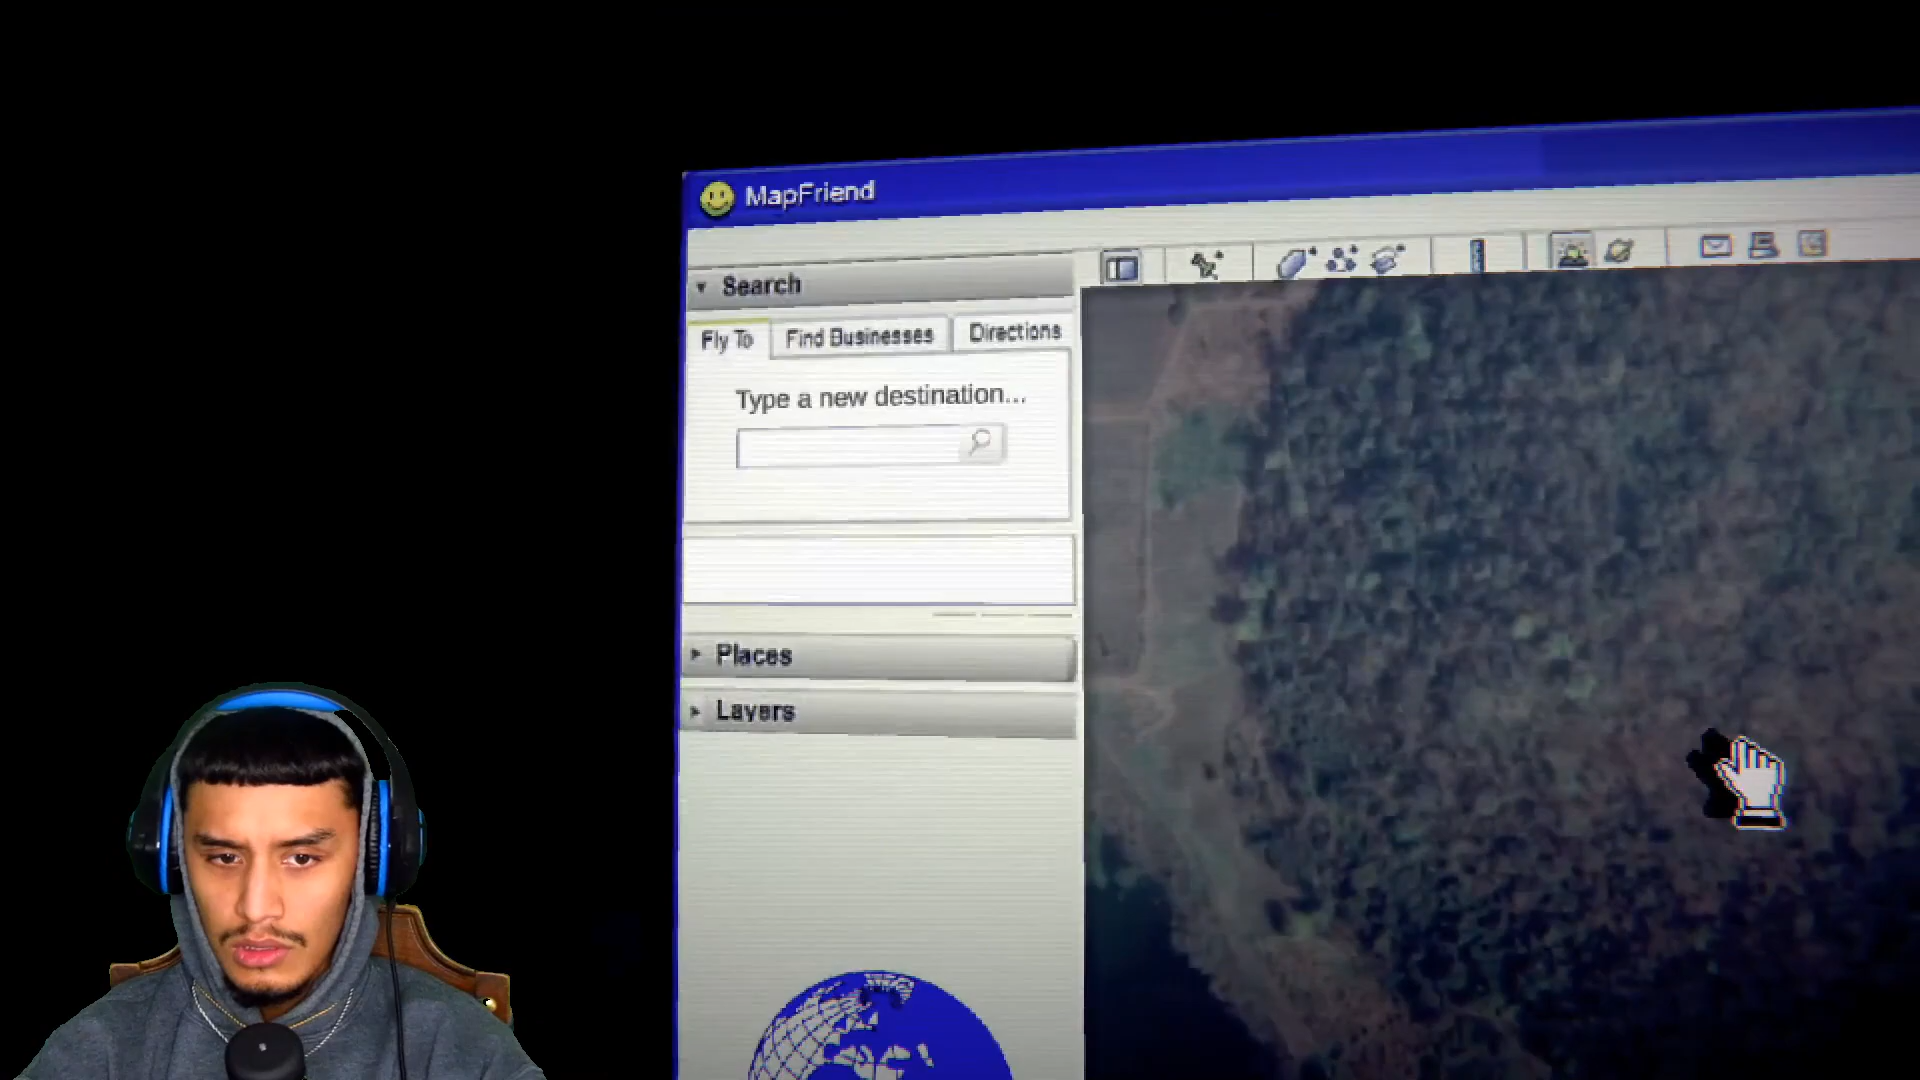 MapFriend
Search
Fly To
Find Businesses
Directions
Type a new destination...
Places
Layers